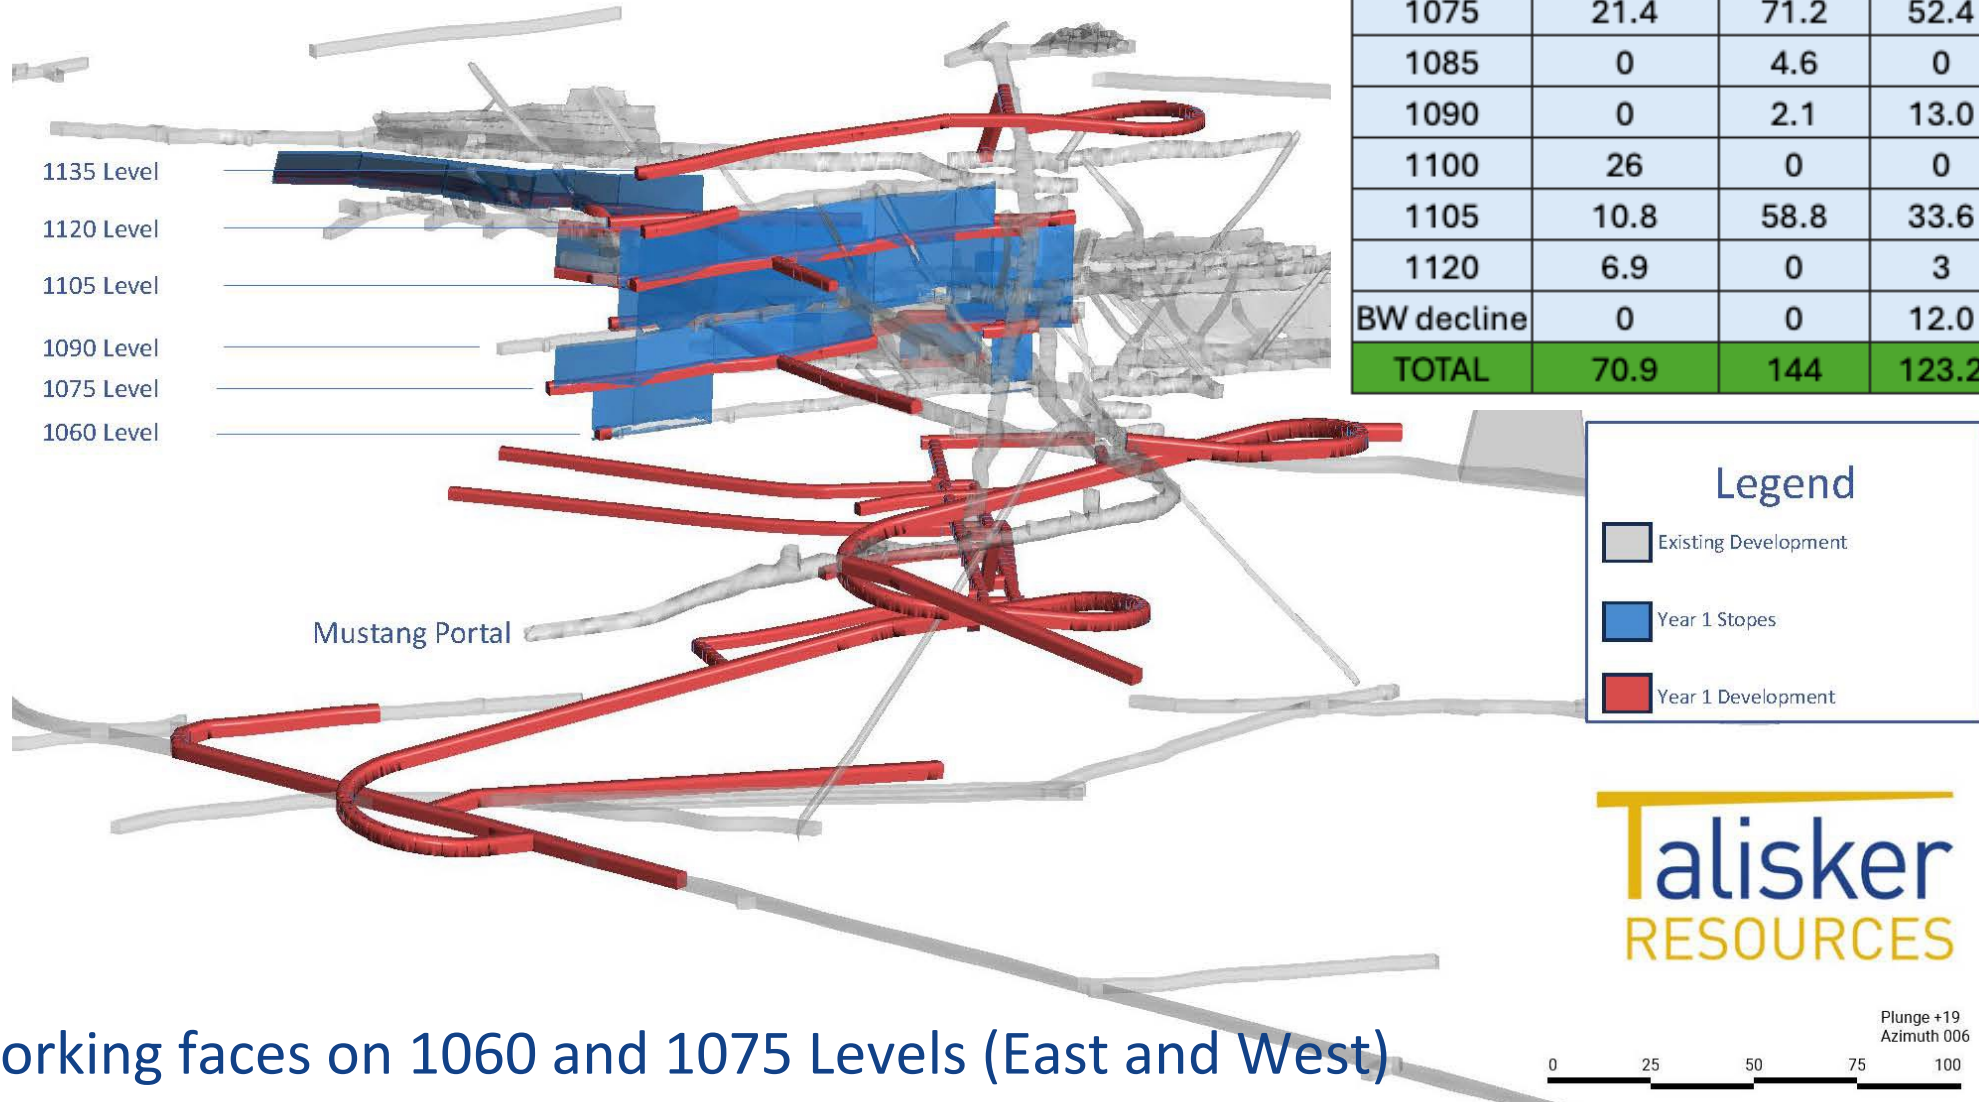 1075 21.4 71.2 52.4
1085 0 4.6 0
1090 0 2.1 13.0
1100 26 0 0
1105 10.8 58.8 33.6
1120 6.9 0 3
BW decline 0 0 12.0
TOTAL 70.9 144 123.2
1135 Level
1120 Level
1105 Level
1090 Level
1075 Level
1060 Level
Mustang Portal
Legend
Existing Development
Year 1 Stopes
Year 1 Development
Talisker
RESOURCES
Plunge +19
Azimuth 006
0 25 50 75 100
orking faces on 1060 and 1075 Levels (East and West)